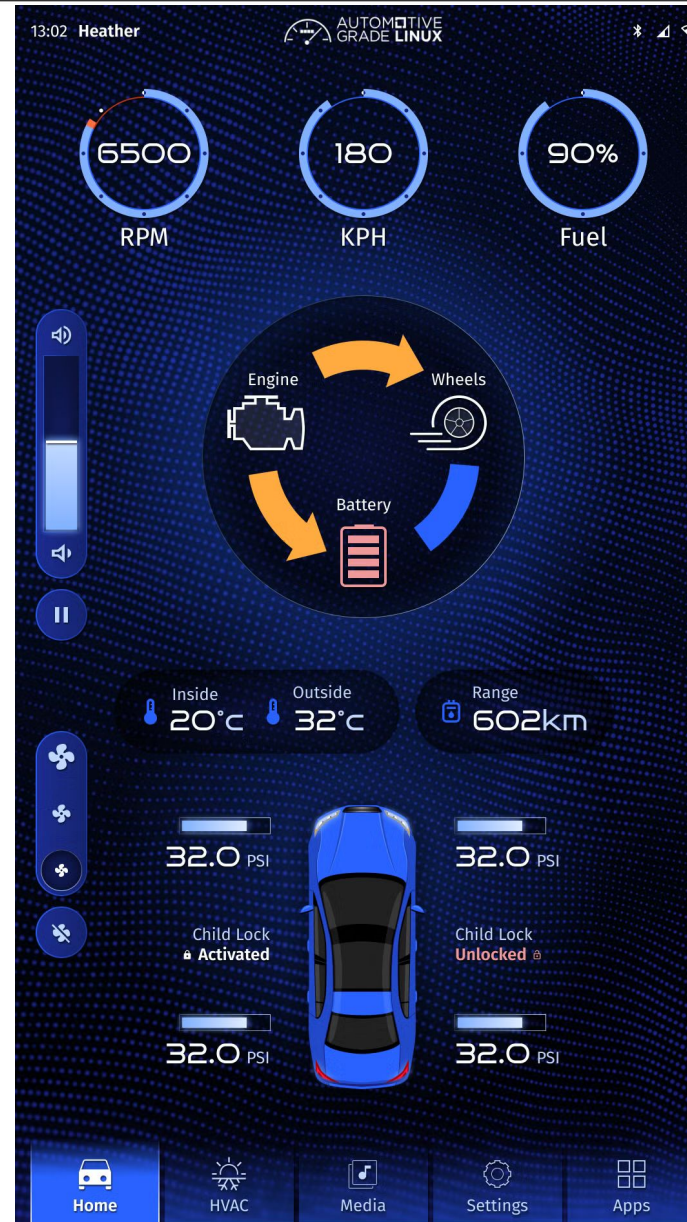 13:02 Heather
AUTOMOTIVE
GRADE LINUX
6500
180
90%
RPM
KPH
Fuel
Engine
Wheels
Battery
Inside
Outside
Range
20°c
32°c
602km
32.0 PSI
32.0 PSI
Child Lock
Activated
Child Lock
Unlocked
32.0 PSI
32.0 PSI
Home
HVAC
Media
Settings
Apps